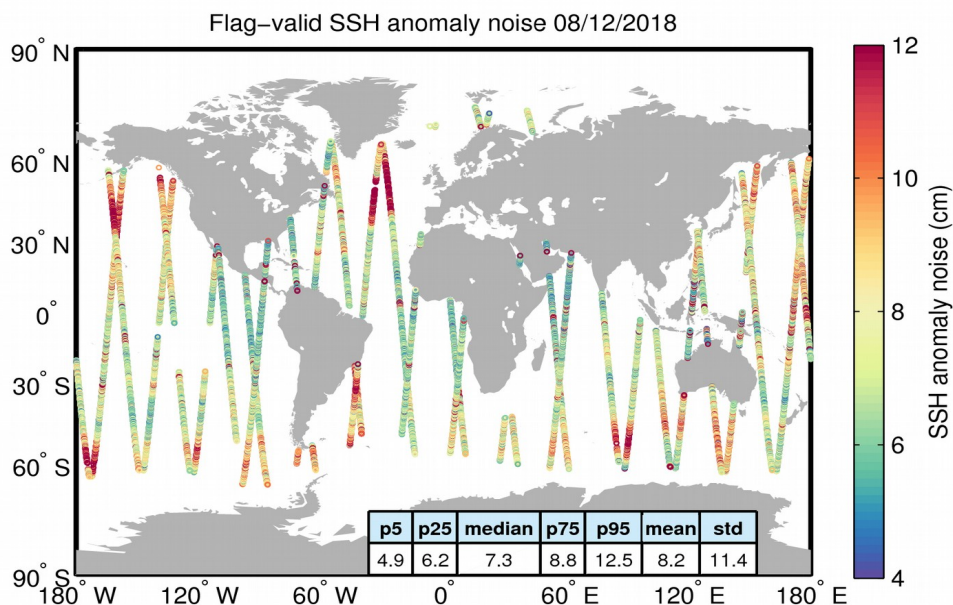 Flag−valid SSH anomaly noise 08/12/2018
90° N
60° N
30° N
0°
30° S
60° S
90° S
180° W 120° W 60° W 0° 60° E 120° E 180° E
p5 p25 median p75 p95 mean std
4.9 6.2 7.3 8.8 12.5 8.2 11.4
12
10
8
6
4
SSH anomaly noise (cm)